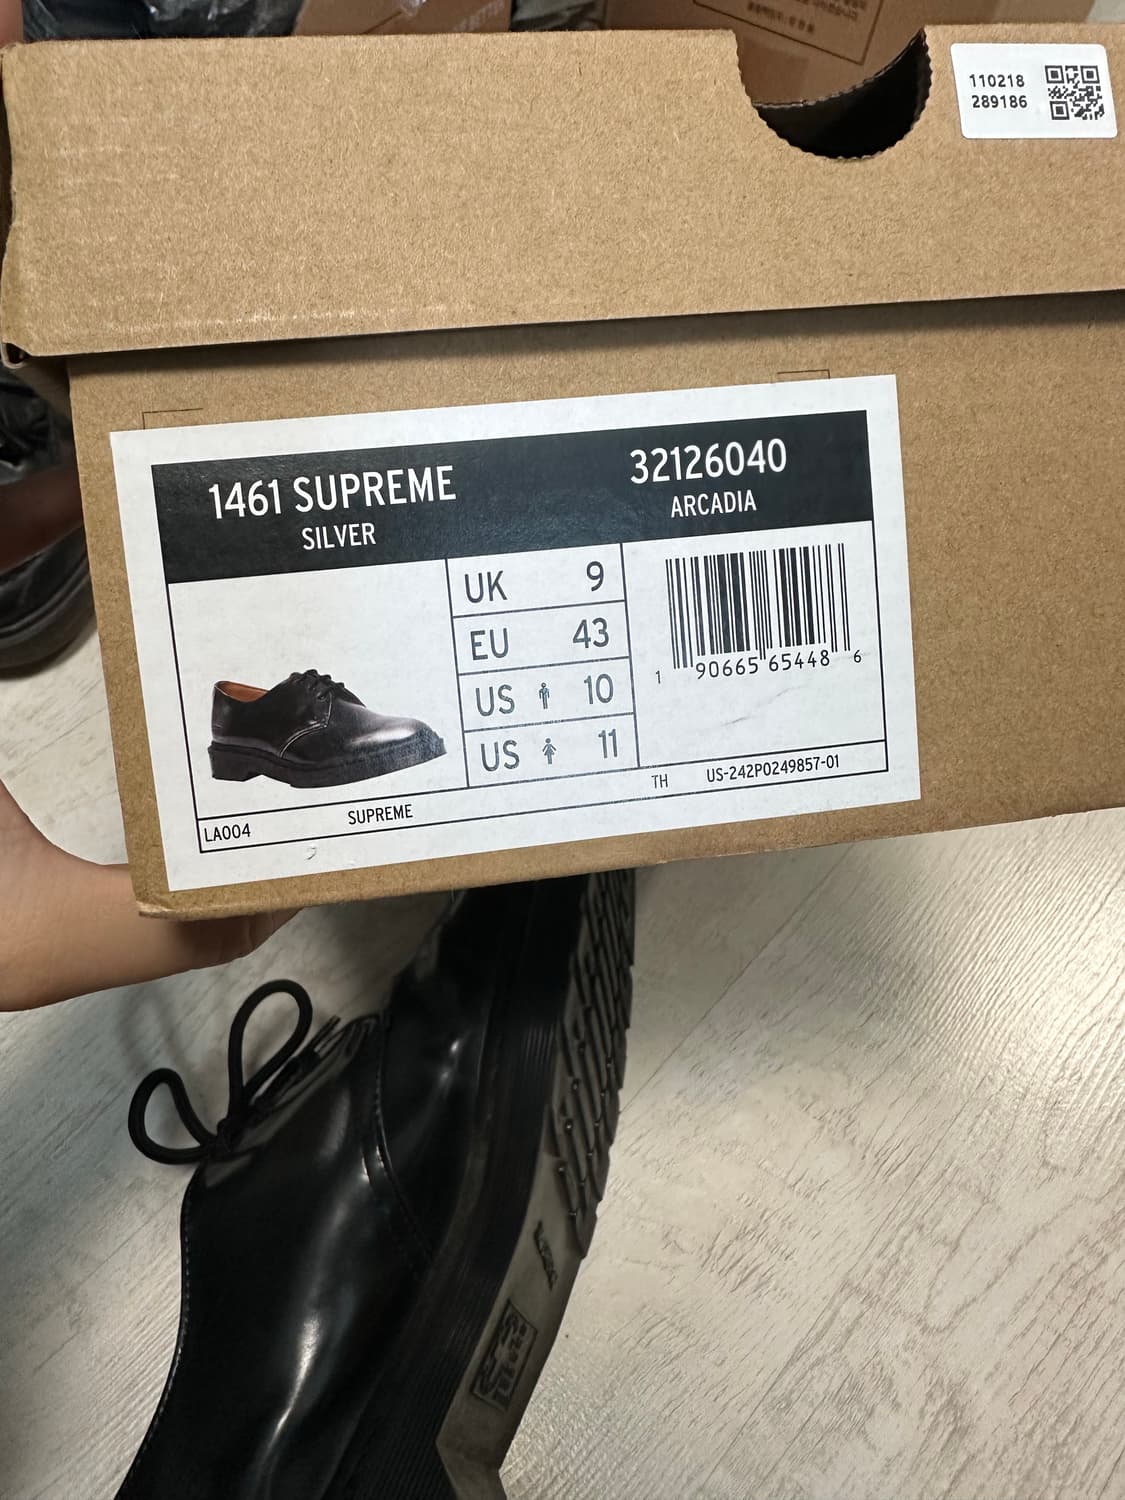 110218
289186
1461 SUPREME
SILVER
32126040
ARCADIA
UK 9
EU 43
US 10
US 11
1 90665 65448 6
LA004 SUPREME TH US-242P0249857-01